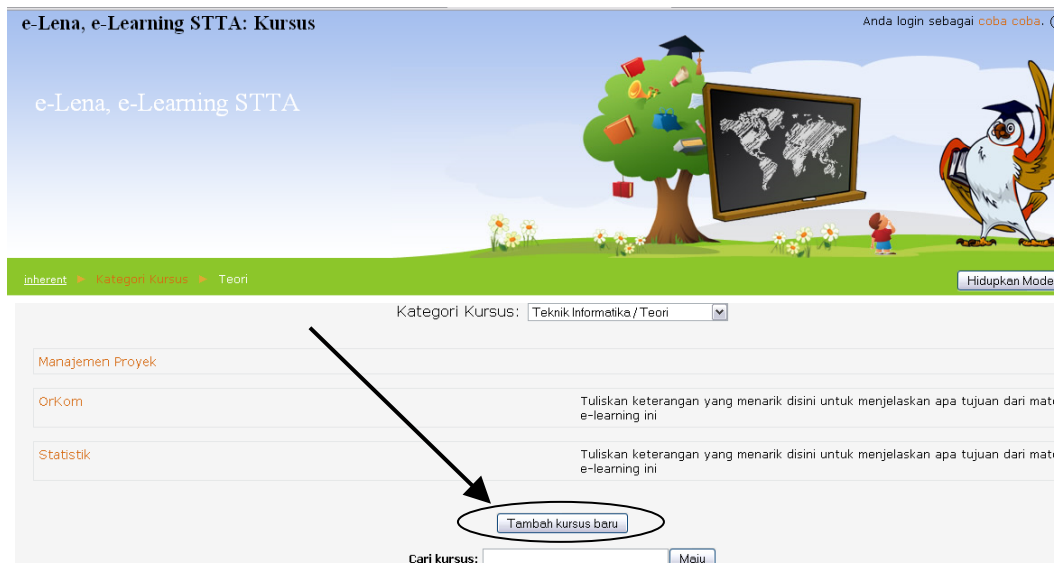 e-Lena, e-Learning STTA: Kursus
Anda login sebagai coba coba. (
e-Lena, e-Learning STTA
inherent ► Kategori Kursus ► Teori
Hidupkan Mode
Kategori Kursus: Teknik Informatika / Teori
Manajemen Proyek
OrKom
Tuliskan keterangan yang menarik disini untuk menjelaskan apa tujuan dari mat
e-learning ini
Statistik
Tuliskan keterangan yang menarik disini untuk menjelaskan apa tujuan dari mat
e-learning ini
Tambah kursus baru
Cari kursus:
Maju